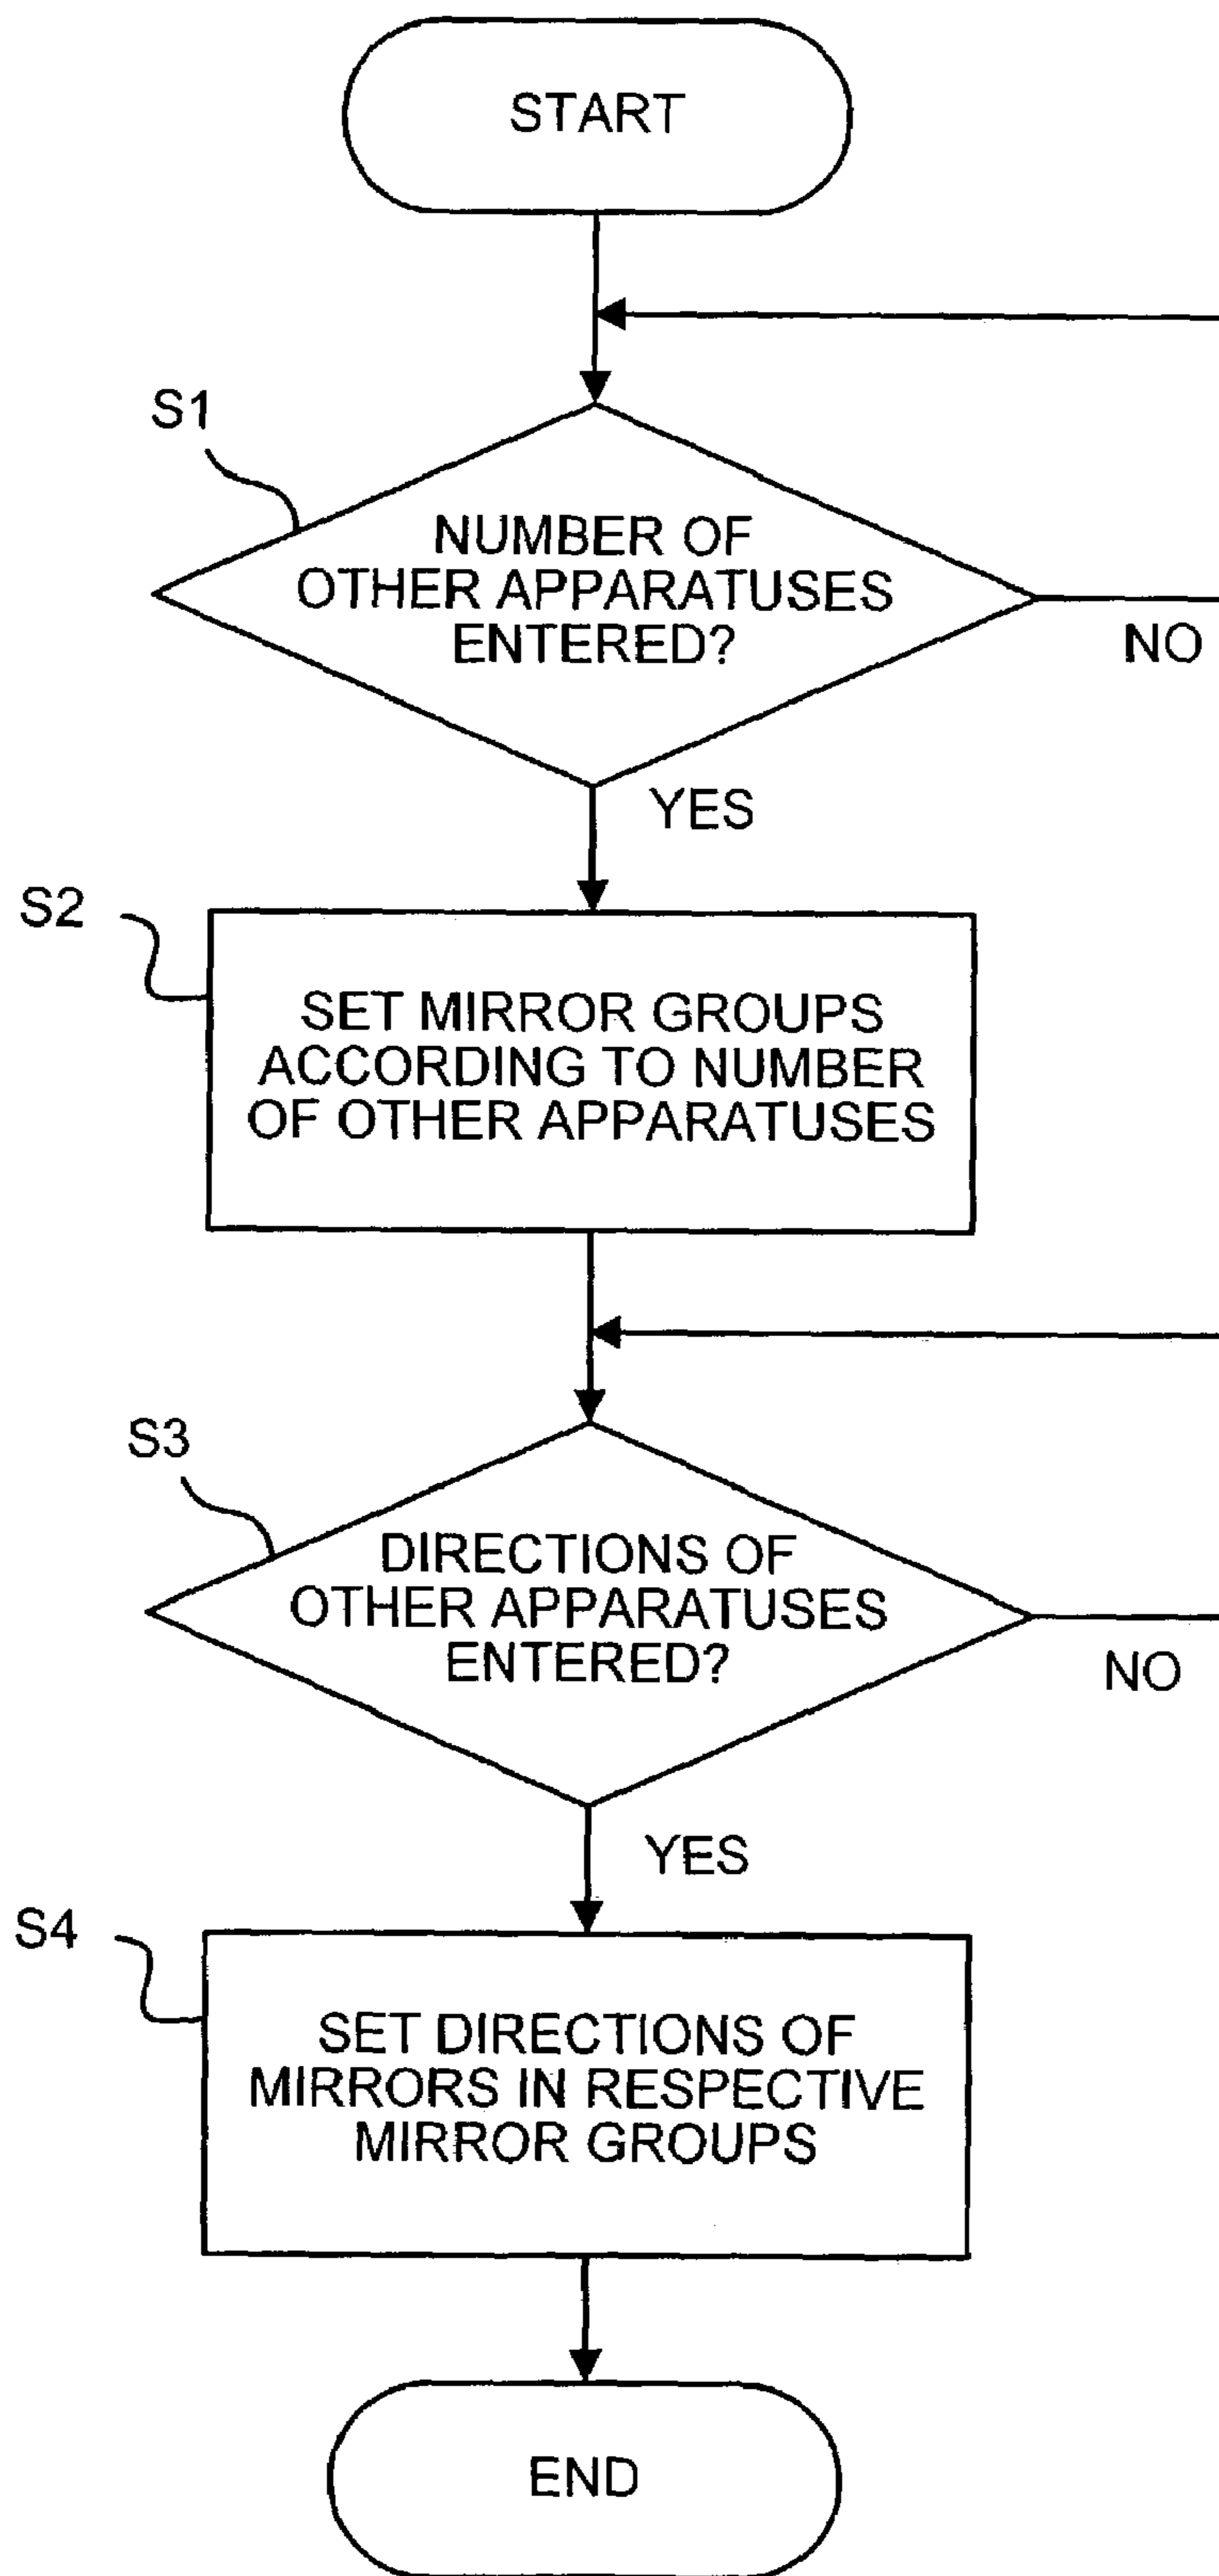 START
S1
NUMBER OF
OTHER APPARATUSES
ENTERED?
NO
YES
S2
SET MIRROR GROUPS
ACCORDING TO NUMBER
OF OTHER APPARATUSES
S3
DIRECTIONS OF
OTHER APPARATUSES
ENTERED?
NO
YES
S4
SET DIRECTIONS OF
MIRRORS IN RESPECTIVE
MIRROR GROUPS
END